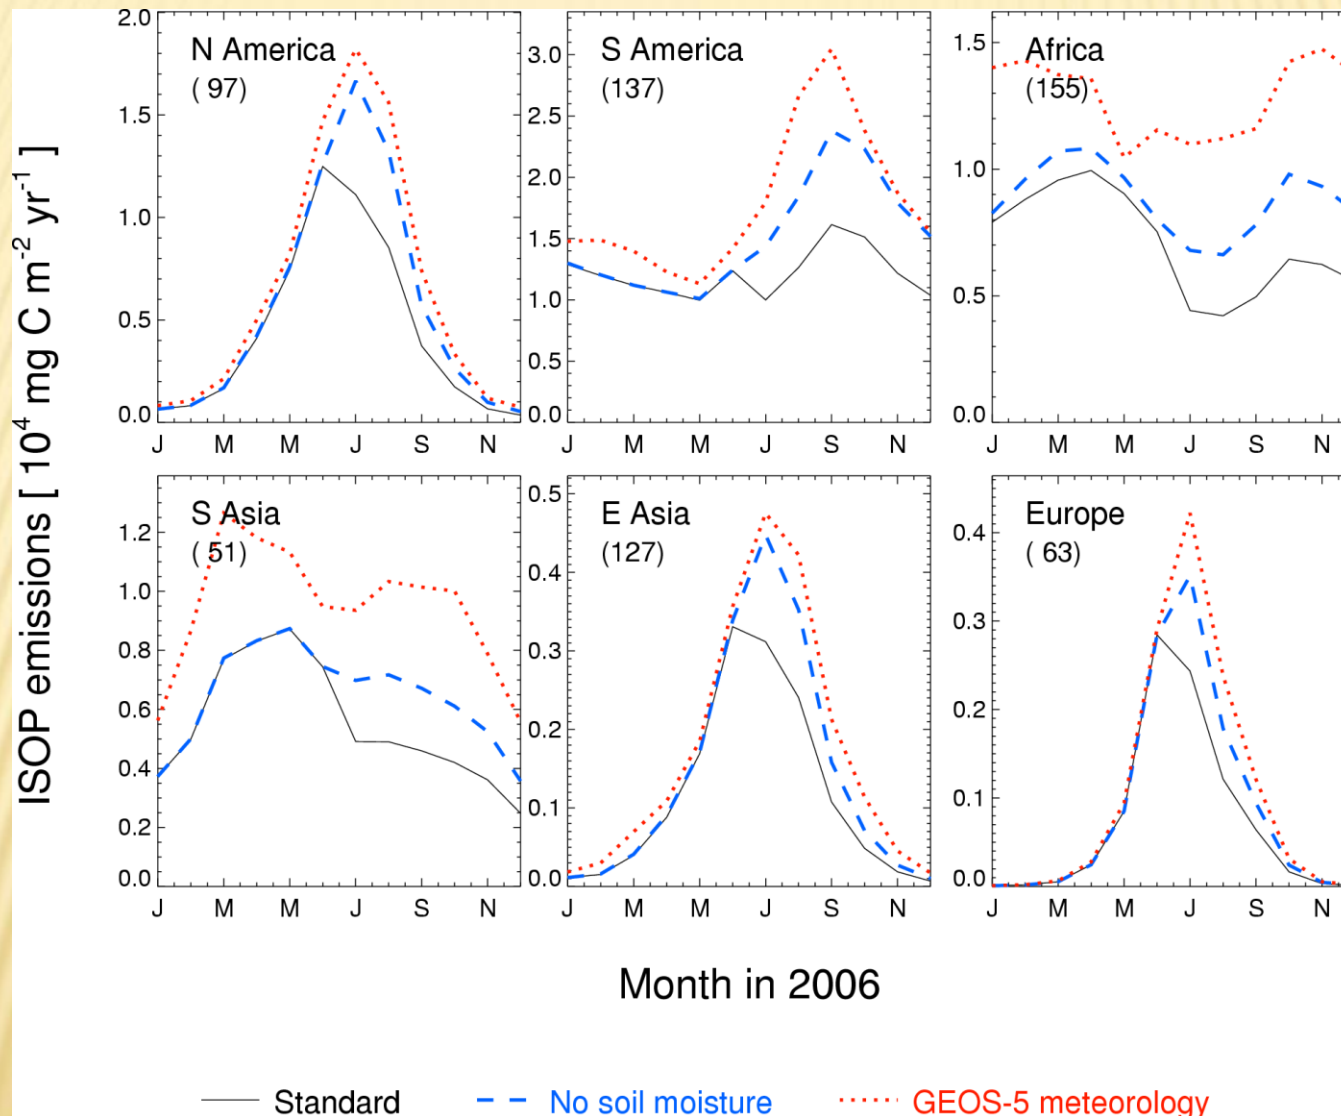 ISOP emissions [ 10⁴ mg C m⁻² yr⁻¹ ]
N America
( 97)
2.0
1.5
1.0
0.5
0.0
J M M J S N
S America
(137)
3.0
2.5
2.0
1.5
1.0
0.5
0.0
J M M J S N
Africa
(155)
1.5
1.0
0.5
0.0
J M M J S N
S Asia
( 51)
1.2
1.0
0.8
0.6
0.4
0.2
0.0
J M M J S N
E Asia
(127)
0.5
0.4
0.3
0.2
0.1
0.0
J M M J S N
Europe
( 63)
0.4
0.3
0.2
0.1
0.0
J M M J S N
Month in 2006
Standard No soil moisture GEOS-5 meteorology